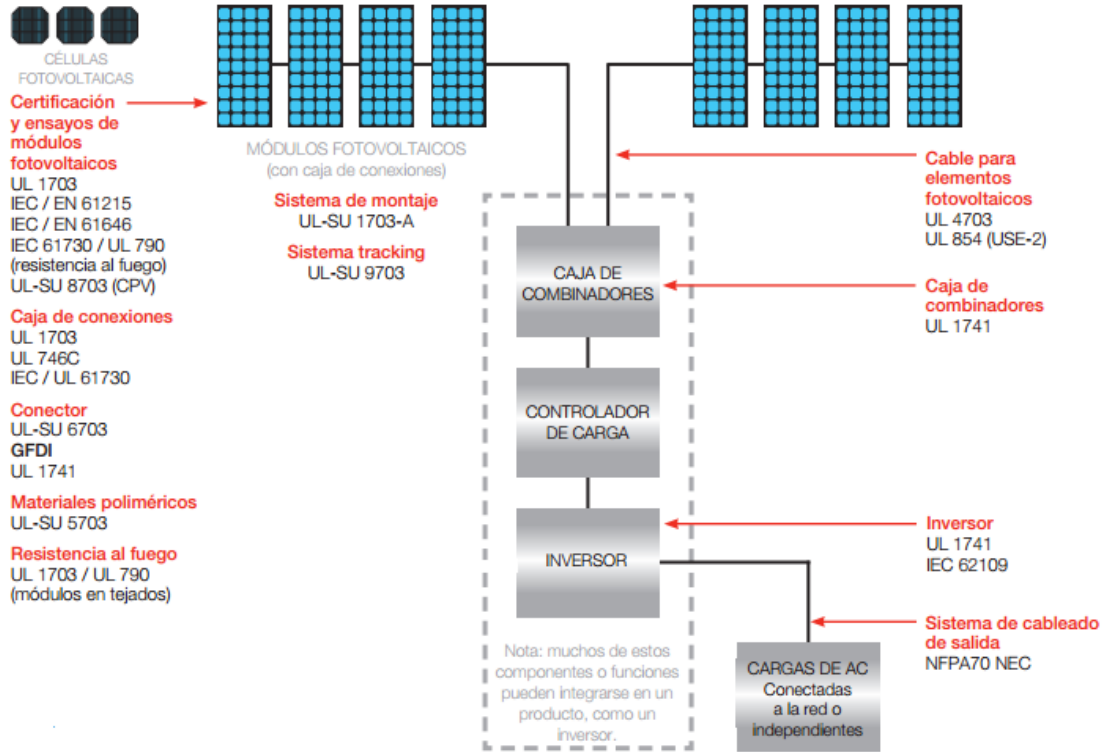 CÉLULAS
FOTOVOLTAICAS
Certificación
y ensayos de
módulos
fotovoltaicos
UL 1703
IEC / EN 61215
IEC / EN 61646
IEC 61730 / UL 790
(resistencia al fuego)
UL-SU 8703 (CPV)
Caja de conexiones
UL 1703
UL 746C
IEC / UL 61730
Conector
UL-SU 6703
GFDI
UL 1741
Materiales poliméricos
UL-SU 5703
Resistencia al fuego
UL 1703 / UL 790
(módulos en tejados)
MÓDULOS FOTOVOLTAICOS
(con caja de conexiones)
Sistema de montaje
UL-SU 1703-A
Sistema tracking
UL-SU 9703
CAJA DE
COMBINADORES
CONTROLADOR
DE CARGA
INVERSOR
Nota: muchos de estos
componentes o funciones
pueden integrarse en un
producto, como un
inversor.
CARGAS DE AC
Conectadas
a la red o
independientes
Cable para
elementos
fotovoltaicos
UL 4703
UL 854 (USE-2)
Caja de
combinadores
UL 1741
Inversor
UL 1741
IEC 62109
Sistema de cableado
de salida
NFPA70 NEC